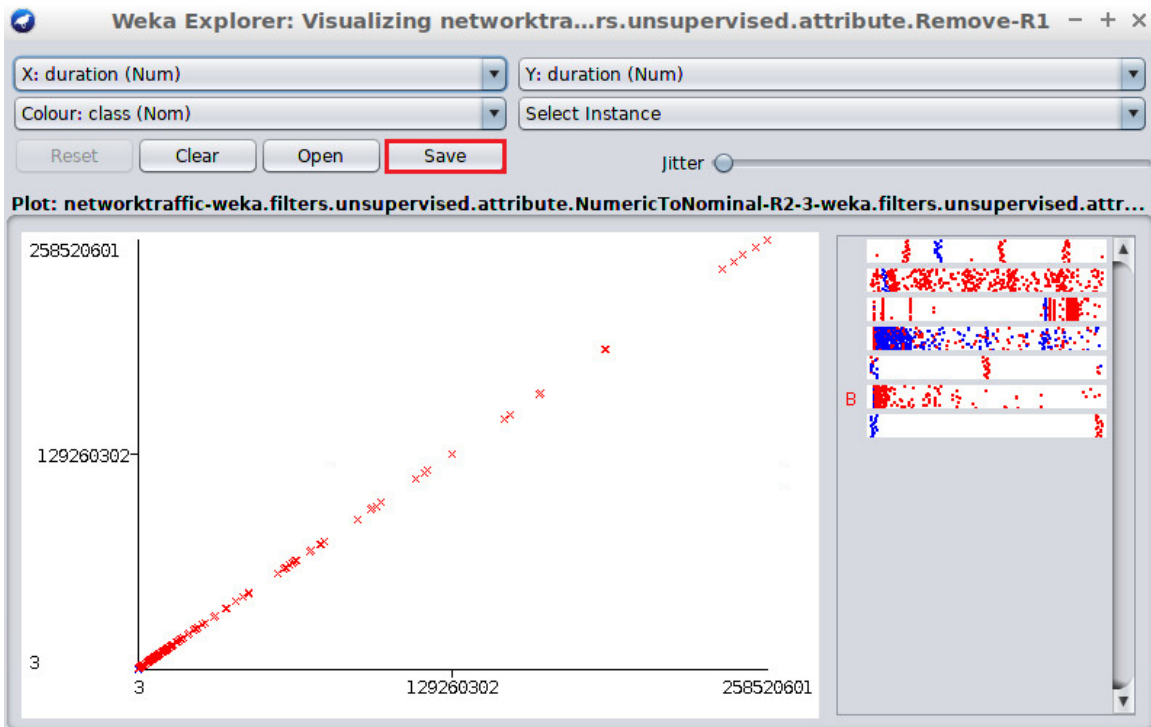 Weka Explorer: Visualizing networktra...rs.unsupervised.attribute.Remove-R1
X: duration (Num)
Y: duration (Num)
Colour: class (Nom)
Select Instance
Reset
Clear
Open
Save
Jitter
Plot: networktraffic-weka.filters.unsupervised.attribute.NumericToNominal-R2-3-weka.filters.unsupervised.attr...
258520601
129260302
3
3
129260302
258520601
B